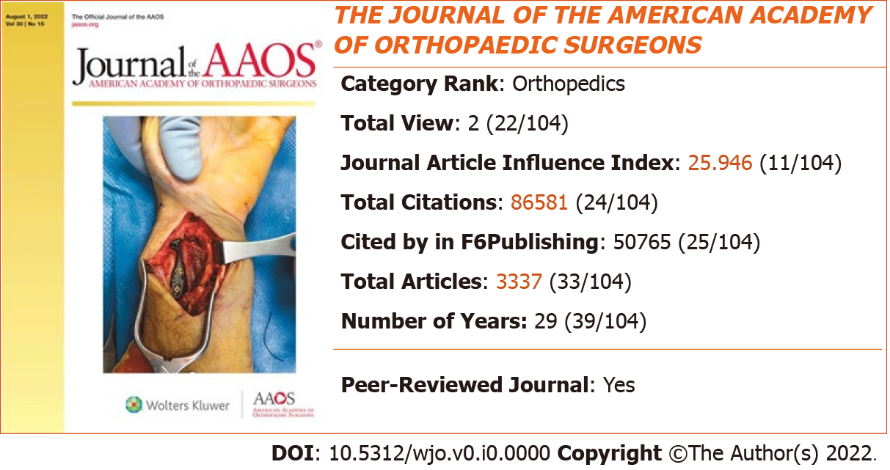 August 1, 2022
Vol 30 | No 15
The Official Journal of the AAOS
jaaos.org
Journal of the AAOS®
AMERICAN ACADEMY OF ORTHOPAEDIC SURGEONS
Wolters Kluwer
AAOS
AMERICAN ACADEMY OF
ORTHOPAEDIC SURGEONS
THE JOURNAL OF THE AMERICAN ACADEMY
OF ORTHOPAEDIC SURGEONS
Category Rank: Orthopedics
Total View: 2 (22/104)
Journal Article Influence Index: 25.946 (11/104)
Total Citations: 86581 (24/104)
Cited by in F6Publishing: 50765 (25/104)
Total Articles: 3337 (33/104)
Number of Years: 29 (39/104)
Peer-Reviewed Journal: Yes
DOI: 10.5312/wjo.v0.i0.0000 Copyright ©The Author(s) 2022.